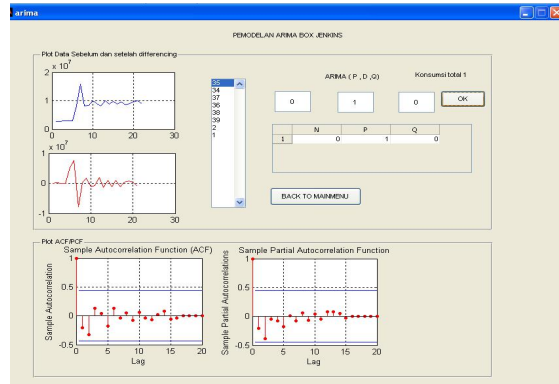 arima
PEMODELAN ARIMA BOX JENKINS
Plot Data Sebelum dan setelah differencing
x 10^7
2
1
0
0 10 20 30
x 10^7
1
0
-1
0 10 20 30
35
34
37
36
38
39
2
1
ARIMA ( P , D ,Q)
Konsumsi total 1
0 1 0 OK
N P Q
1 0 1 0
BACK TO MAINMENU
Plot ACF/PCF
Sample Autocorrelation Function (ACF)
Sample Autocorrelation
1
0.5
0
-0.5
0 5 10 15 20
Lag
Sample Partial Autocorrelation Function
Sample Partial Autocorrelations
1
0.5
0
-0.5
0 5 10 15 20
Lag